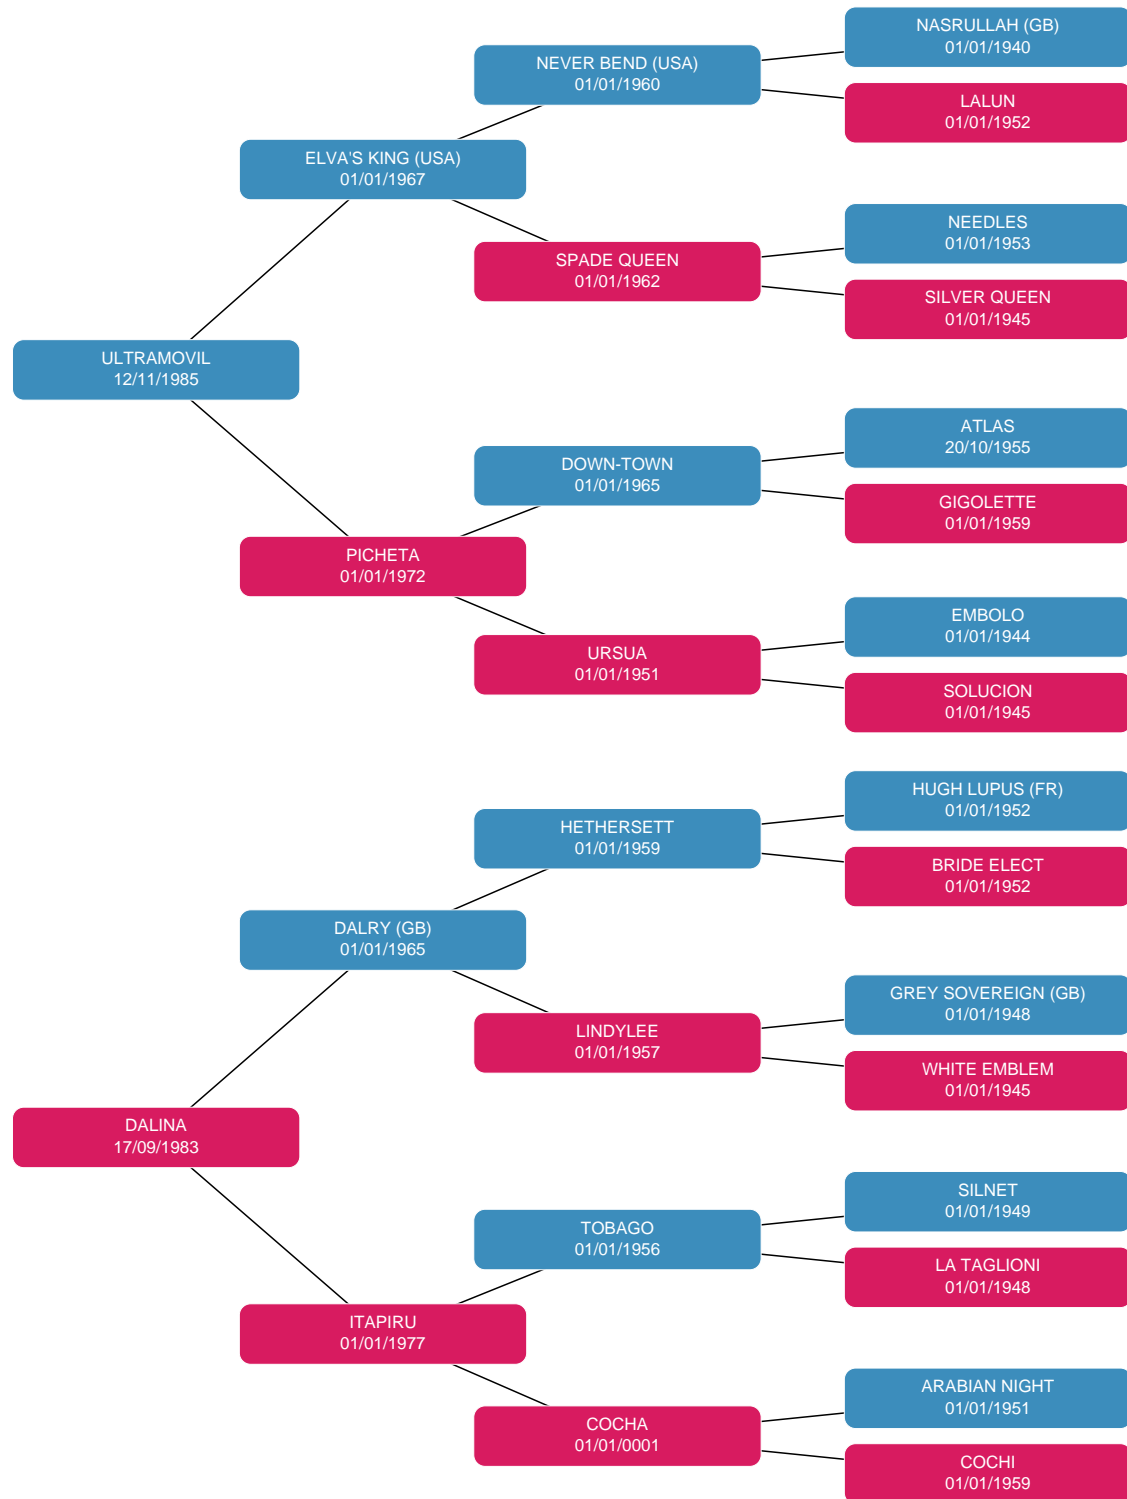 NASRULLAH (GB)
01/01/1940
NEVER BEND (USA)
01/01/1960
LALUN
01/01/1952
ELVA'S KING (USA)
01/01/1967
NEEDLES
01/01/1953
SPADE QUEEN
01/01/1962
SILVER QUEEN
01/01/1945
ULTRAMOVIL
12/11/1985
ATLAS
20/10/1955
DOWN-TOWN
01/01/1965
GIGOLETTE
01/01/1959
PICHETA
01/01/1972
EMBOLO
01/01/1944
URSUA
01/01/1951
SOLUCION
01/01/1945
HUGH LUPUS (FR)
01/01/1952
HETHERSETT
01/01/1959
BRIDE ELECT
01/01/1952
DALRY (GB)
01/01/1965
GREY SOVEREIGN (GB)
01/01/1948
LINDYLEE
01/01/1957
WHITE EMBLEM
01/01/1945
DALINA
17/09/1983
SILNET
01/01/1949
TOBAGO
01/01/1956
LA TAGLIONI
01/01/1948
ITAPIRU
01/01/1977
ARABIAN NIGHT
01/01/1951
COCHA
01/01/0001
COCHI
01/01/1959